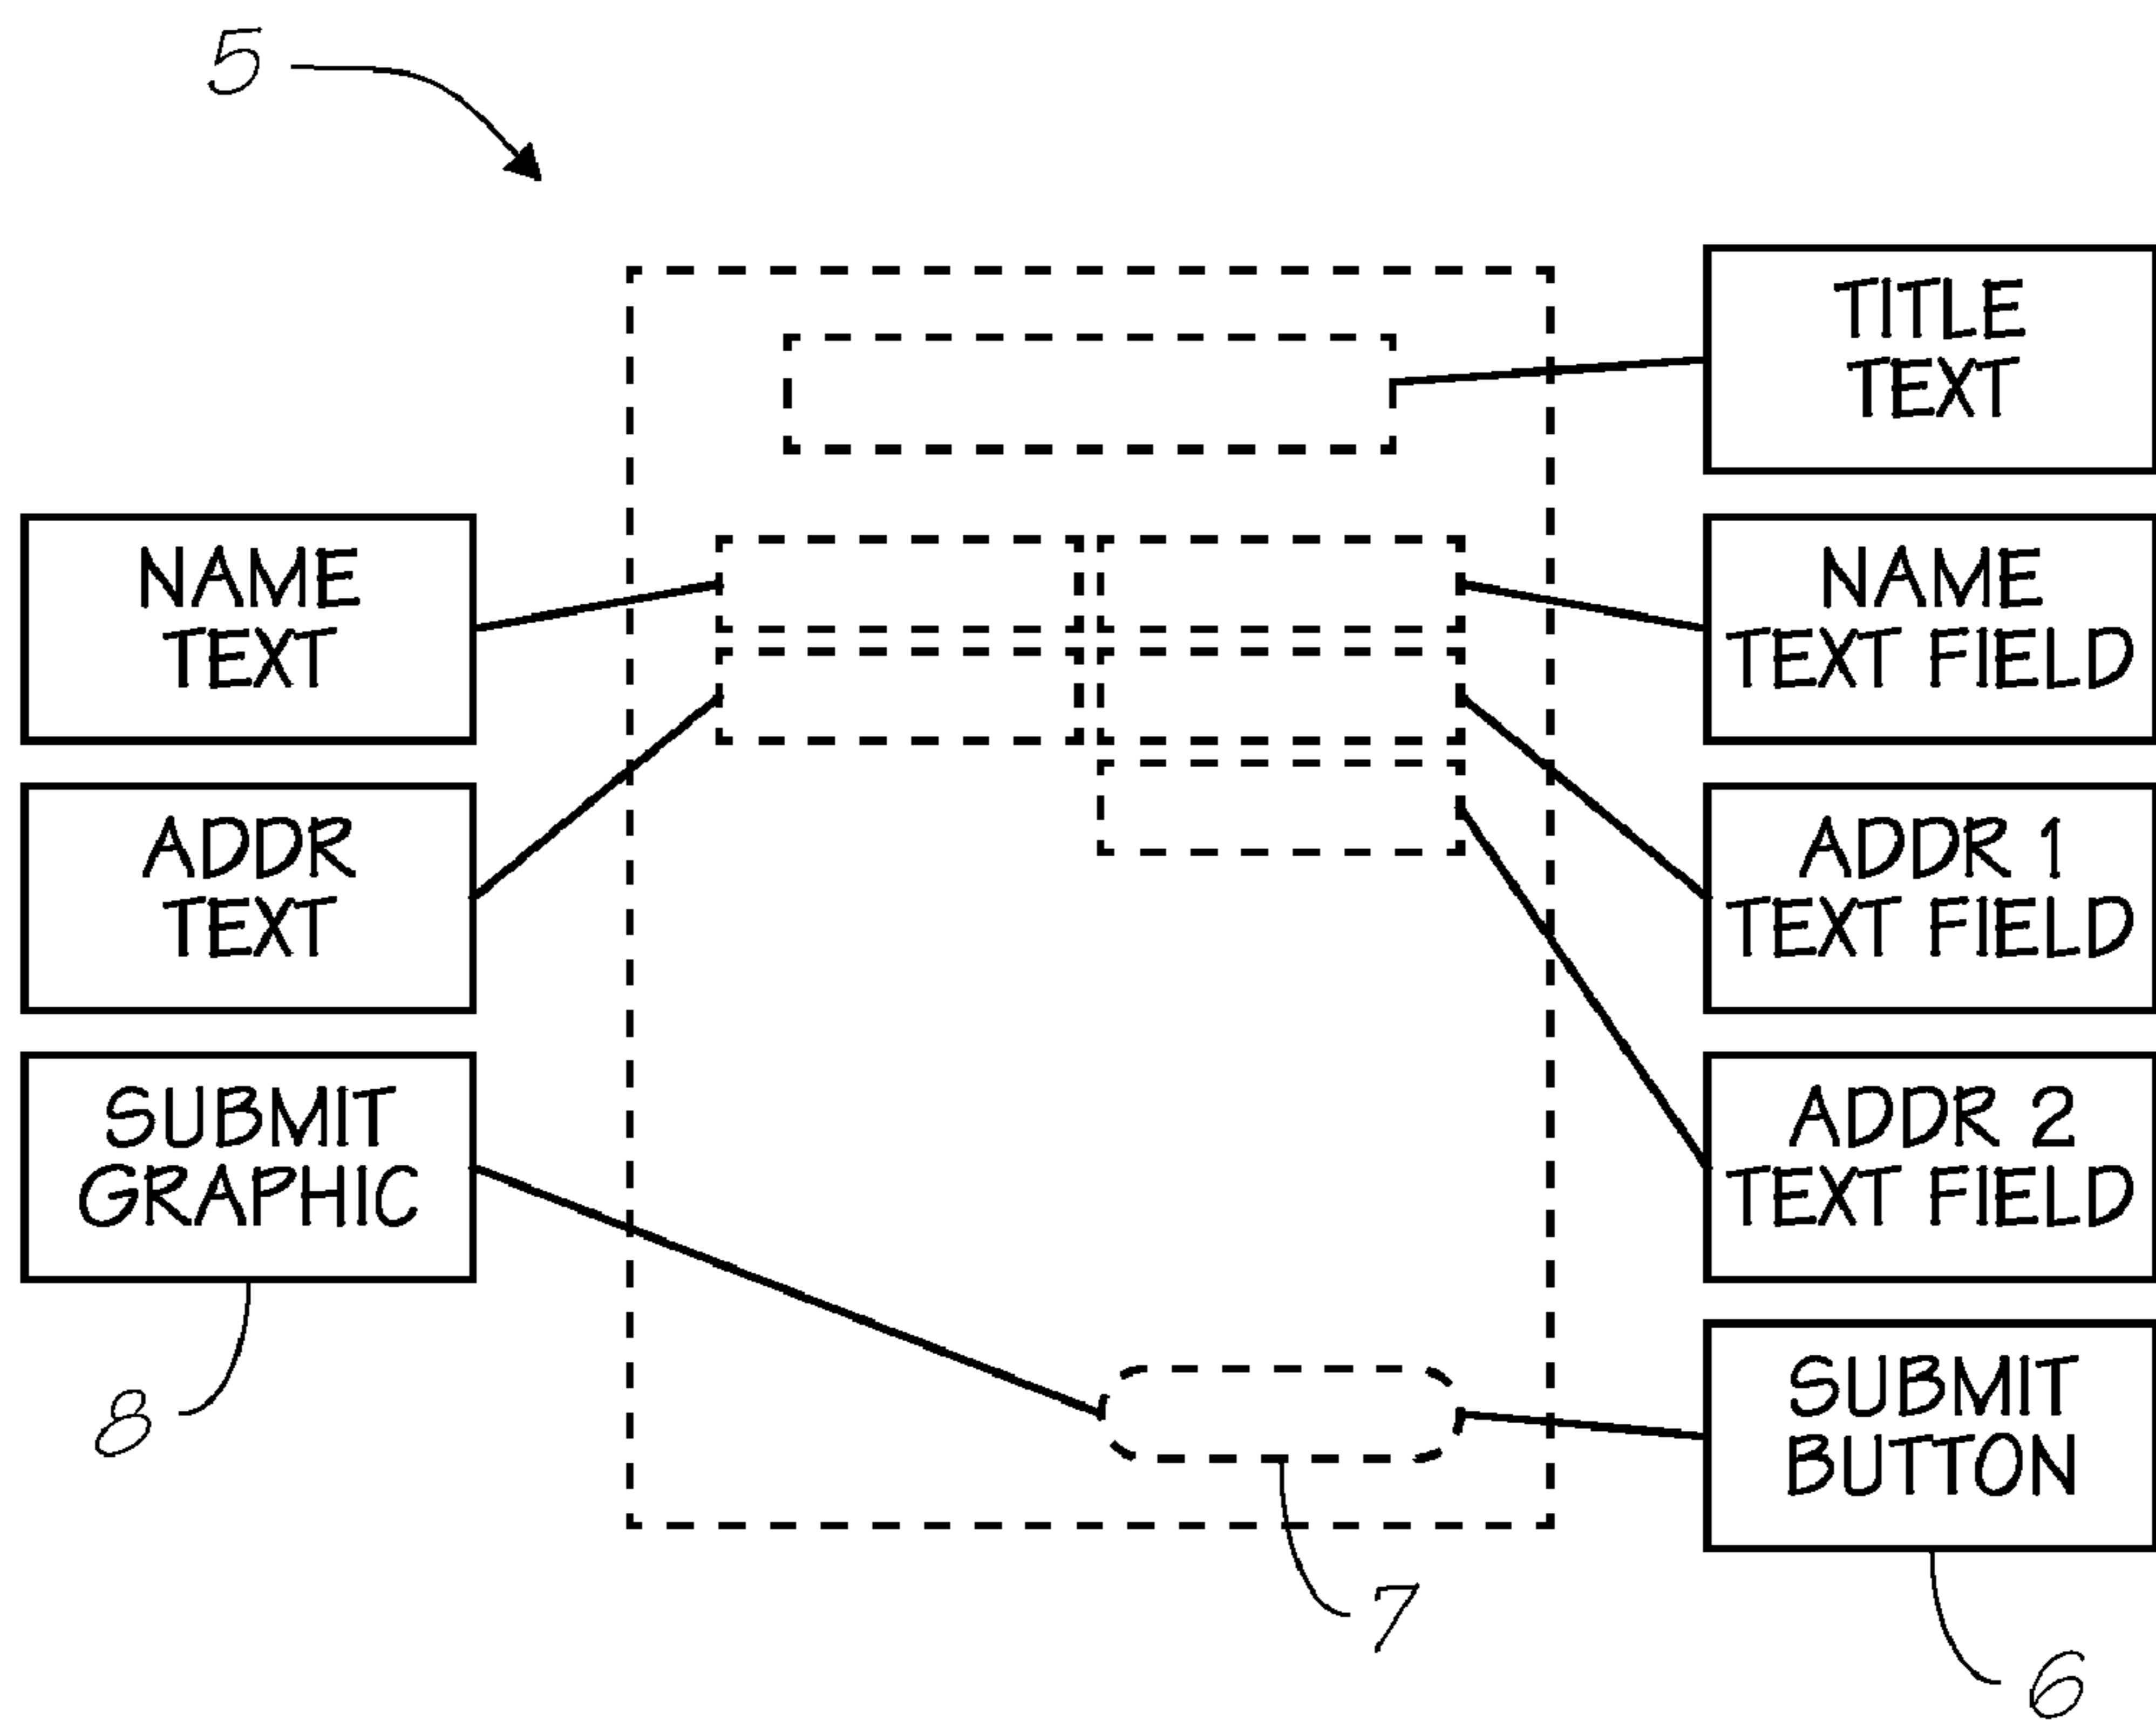 5
TITLE
TEXT
NAME
TEXT
NAME
TEXT FIELD
ADDR
TEXT
ADDR 1
TEXT FIELD
SUBMIT
GRAPHIC
ADDR 2
TEXT FIELD
SUBMIT
BUTTON
8
7
6